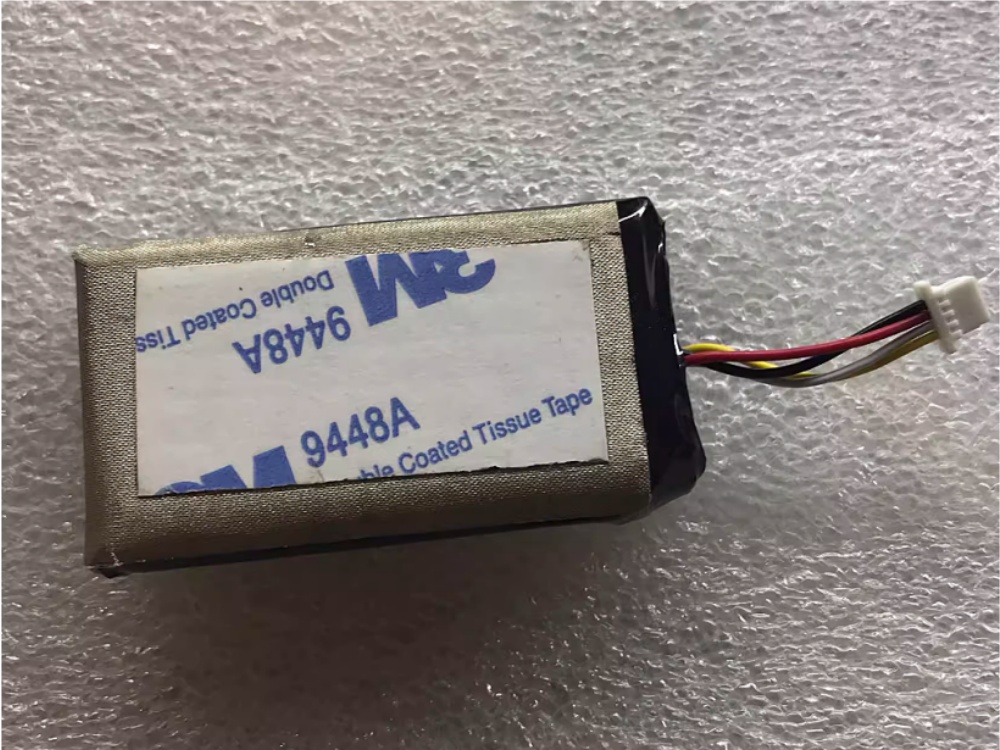 3M
9448A
Double Coated Tiss
9448A
ble Coated Tissue Tape